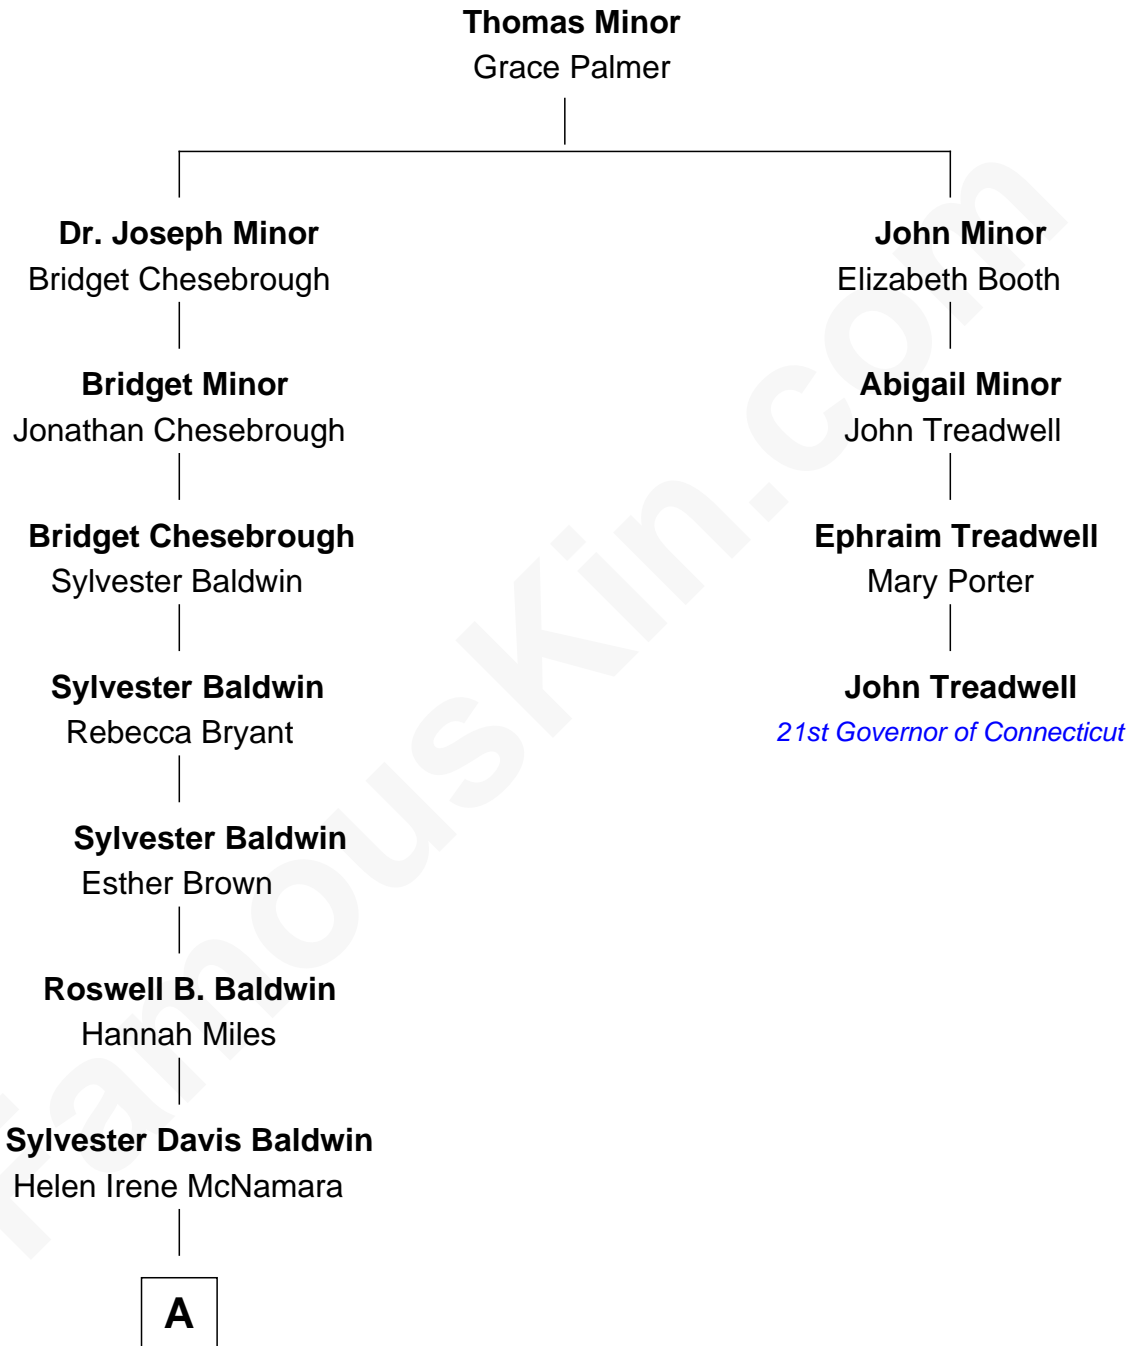 Thomas Minor
Grace Palmer
Dr. Joseph Minor
Bridget Chesebrough
John Minor
Elizabeth Booth
Bridget Minor
Jonathan Chesebrough
Abigail Minor
John Treadwell
Bridget Chesebrough
Sylvester Baldwin
Ephraim Treadwell
Mary Porter
Sylvester Baldwin
Rebecca Bryant
John Treadwell
21st Governor of Connecticut
Sylvester Baldwin
Esther Brown
Roswell B. Baldwin
Hannah Miles
Sylvester Davis Baldwin
Helen Irene McNamara
A
FamousKin.com